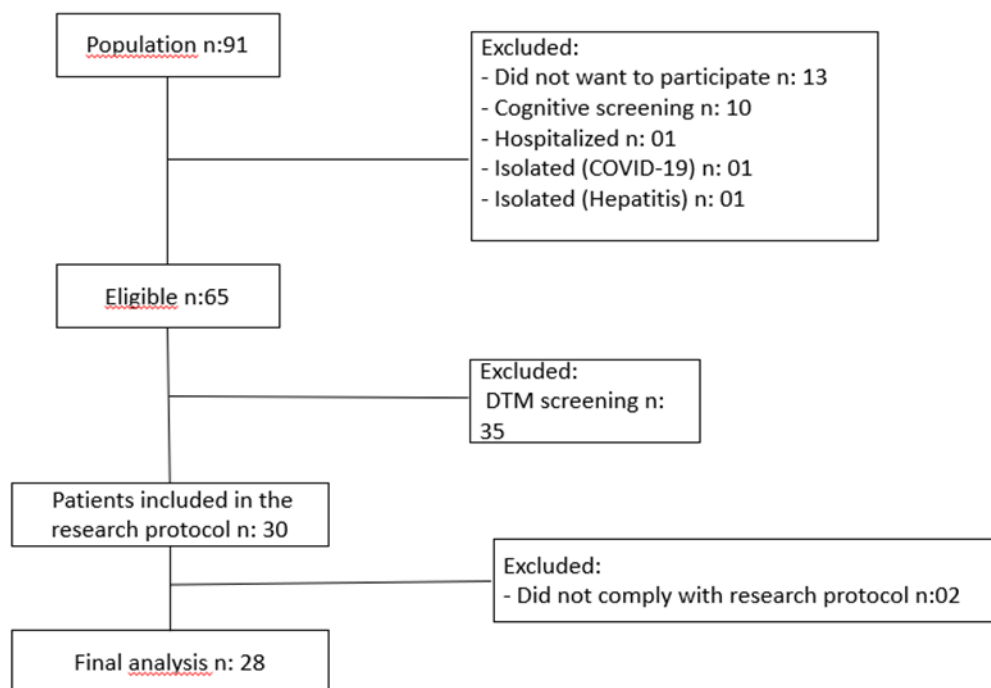 Population n:91
Excluded:
- Did not want to participate n: 13
- Cognitive screening n: 10
- Hospitalized n: 01
- Isolated (COVID-19) n: 01
- Isolated (Hepatitis) n: 01
Eligible n:65
Excluded:
DTM screening n:
35
Patients included in the
research protocol n: 30
Excluded:
- Did not comply with research protocol n:02
Final analysis n: 28